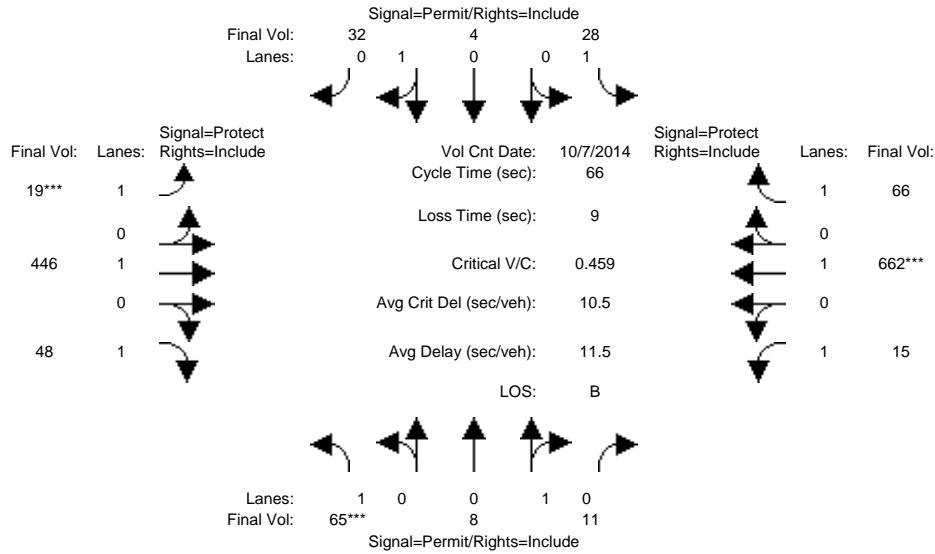 Signal=Permit/Rights=Include
Final Vol: 32 4 28
Lanes: 0 1 0 0 1
Signal=Protect Signal=Protect
Final Vol: Lanes: Rights=Include Vol Cnt Date: 10/7/2014 Rights=Include Lanes: Final Vol:
Cycle Time (sec): 66
19*** 1 1 66
Loss Time (sec): 9
0 0
446 1 Critical V/C: 0.459 1 662***
0 Avg Crit Del (sec/veh): 10.5 0
48 1 Avg Delay (sec/veh): 11.5 1 15
LOS: B
Lanes: 1 0 0 1 0
Final Vol: 65*** 8 11
Signal=Permit/Rights=Include